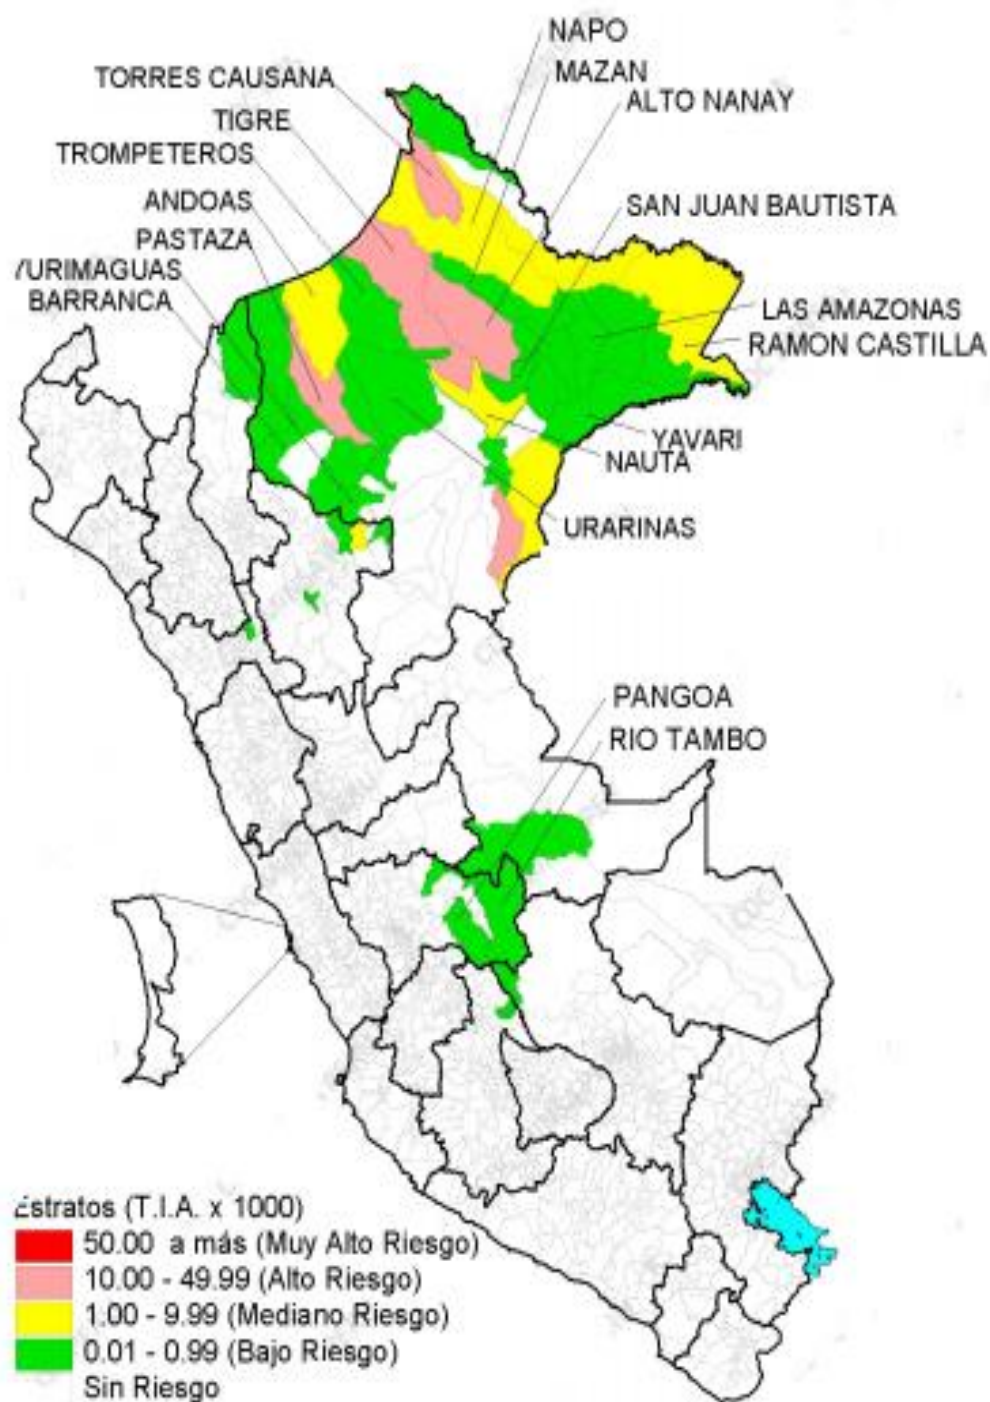 NAPO
MAZAN
TORRES CAUSANA
ALTO NANAY
TIGRE
TROMPETEROS
ANDOAS
SAN JUAN BAUTISTA
PASTAZA
YURIMAGUAS
BARRANCA
LAS AMAZONAS
RAMON CASTILLA
YAVARI
NAUTA
URARINAS
PANGOA
RIO TAMBO
Estratos (T.I.A. x 1000)
50.00 a más (Muy Alto Riesgo)
10.00 - 49.99 (Alto Riesgo)
1.00 - 9.99 (Mediano Riesgo)
0.01 - 0.99 (Bajo Riesgo)
Sin Riesgo